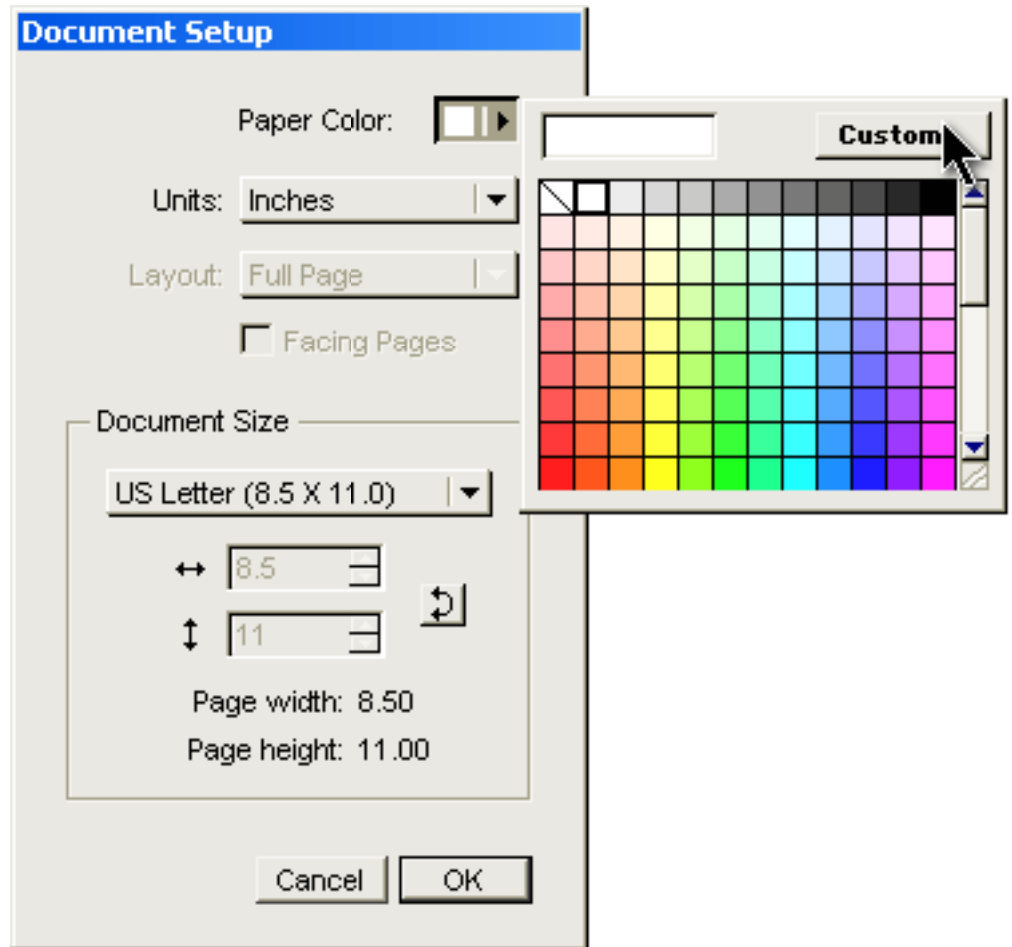 Document Setup
Paper Color:
Custom
Units: Inches
Layout: Full Page
Facing Pages
Document Size
US Letter (8.5 X 11.0)
8.5
11
Page width: 8.50
Page height: 11.00
Cancel OK